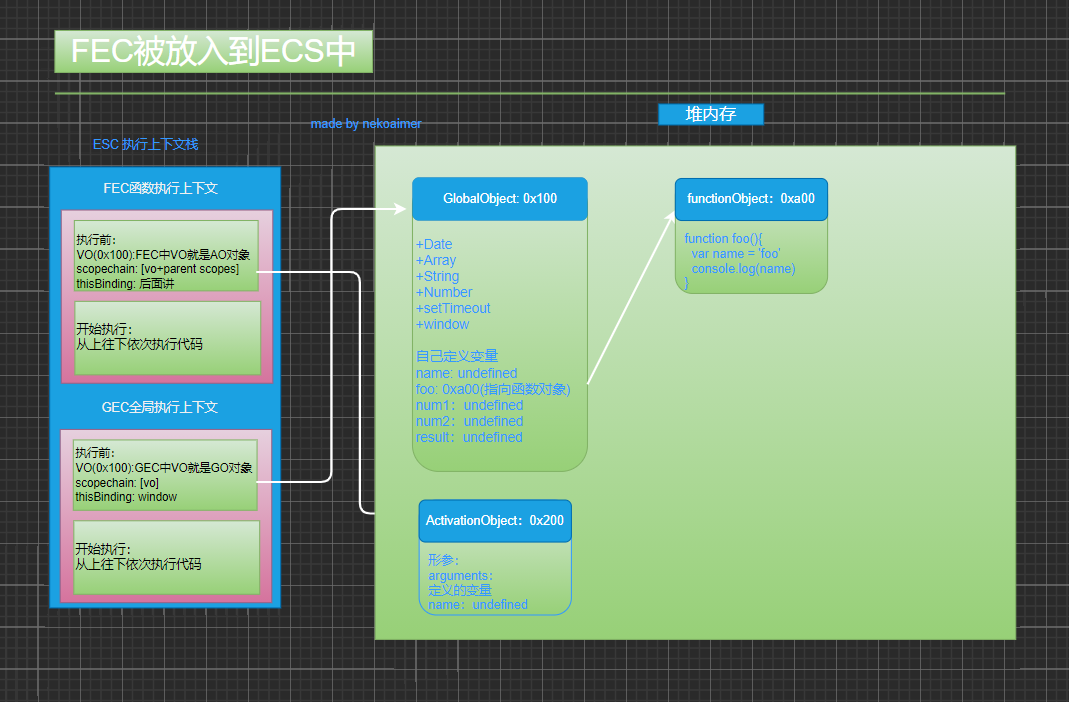 FEC被放入到ECS中
made by nekoaimer
堆内存
ESC 执行上下文栈
FEC函数执行上下文
执行前：
VO(0x100):FEC中VO就是AO对象
scopechain: [vo+parent scopes]
thisBinding: 后面讲
开始执行：
从上往下依次执行代码
GEC全局执行上下文
执行前：
VO(0x100):GEC中VO就是GO对象
scopechain: [vo]
thisBinding: window
开始执行：
从上往下依次执行代码
GlobalObject: 0x100
+Date
+Array
+String
+Number
+setTimeout
+window
自己定义变量
name: undefined
foo: 0xa00(指向函数对象)
num1：undefined
num2：undefined
result：undefined
functionObject：0xa00
function foo(){
var name = 'foo'
console.log(name)
}
ActivationObject：0x200
形参：
arguments：
定义的变量
name：undefined